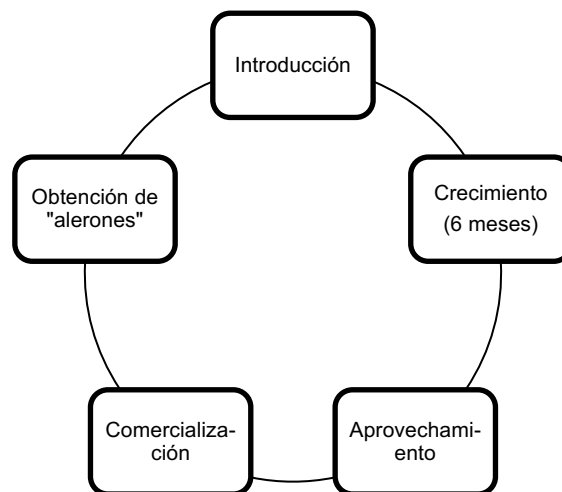 Introducción
Crecimiento
(6 meses)
Aprovechami-
ento
Comercializa-
ción
Obtención de
"alerones"